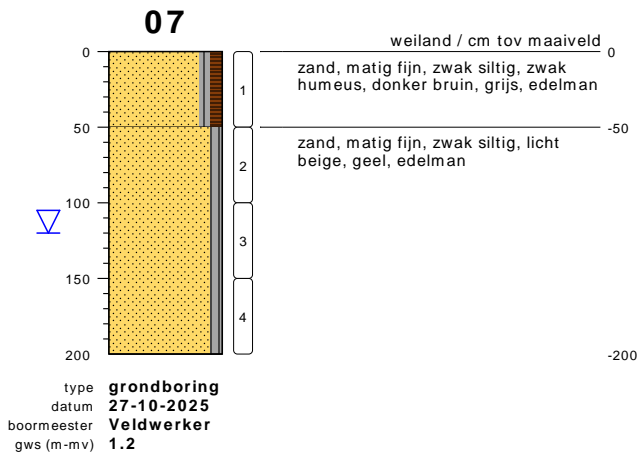 07
weiland / cm tov maaiveld
0
0
zand, matig fijn, zwak siltig, zwak
humeus, donker bruin, grijs, edelman
1
50
-50
zand, matig fijn, zwak siltig, licht
beige, geel, edelman
2
100
3
150
4
200
-200
type grondboring
datum 27-10-2025
boormeester Veldwerker
gws (m-mv) 1.2